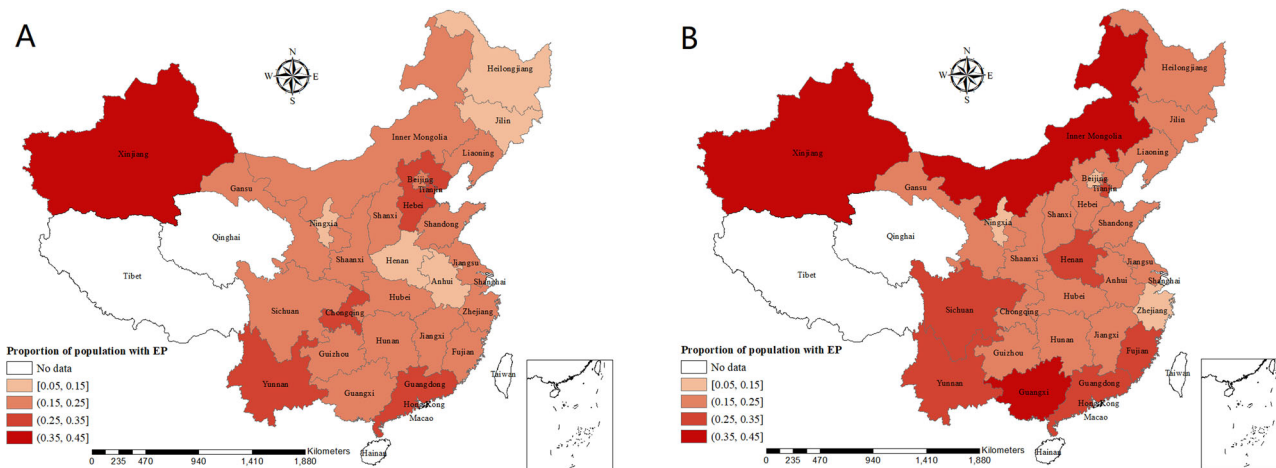 A
N
W E
S
Heilongjiang
Jilin
Inner Mongolia
Liaoning
Xinjiang
Gansu
Beijing
Tianjin
Hebei
Shanxi
Ningxia
Shandong
Qinghai
Shaanxi
Henan
Jiangsu
Tibet
Anhui
Shanghai
Hubei
Sichuan
Chongqing
Zhejiang
Hunan
Jiangxi
Guizhou
Fujian
Yunnan
Guangxi
Guangdong
Taiwan
Hong Kong
Macao
Hainan
Proportion of population with EP
No data
[0.05, 0.15]
(0.15, 0.25]
(0.25, 0.35]
(0.35, 0.45]
Kilometers
0 235 470 940 1,410 1,880
B
N
W E
S
Heilongjiang
Jilin
Inner Mongolia
Liaoning
Xinjiang
Gansu
Beijing
Tianjin
Hebei
Shanxi
Ningxia
Shandong
Qinghai
Shaanxi
Henan
Jiangsu
Tibet
Anhui
Shanghai
Hubei
Sichuan
Chongqing
Zhejiang
Hunan
Jiangxi
Guizhou
Fujian
Yunnan
Guangxi
Guangdong
Taiwan
Hong Kong
Macao
Hainan
Proportion of population with EP
No data
[0.05, 0.15]
(0.15, 0.25]
(0.25, 0.35]
(0.35, 0.45]
Kilometers
0 235 470 940 1,410 1,880